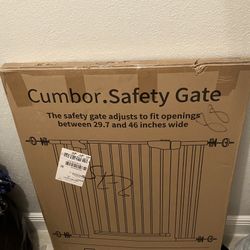 Cumbor.Safety Gate
The safety gate adjusts to fit openings
between 29.7 and 46 inches wide